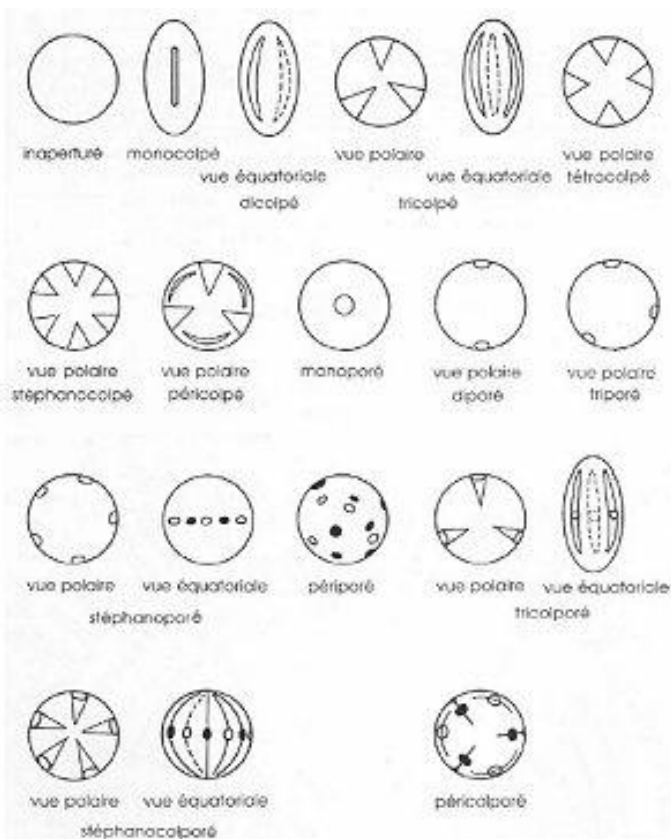 inaperturé monocolpé vue polaire vue équatoriale vue polaire
vue équatoriale tétracolpé
dicolpé tricolpé
vue polaire vue polaire monoporé vue polaire vue polaire
stéphanocolpé péricolpé diporé triporé
vue polaire vue équatoriale périporé vue polaire vue équatoriale
stéphanoporé tricolporé
vue polaire vue équatoriale péricolporé
stéphanocolporé